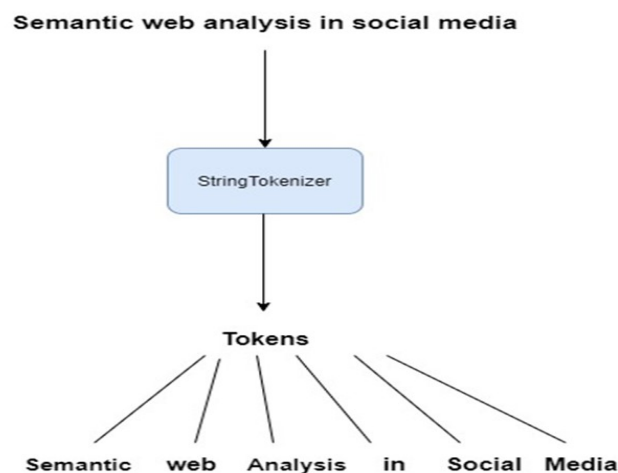 Semantic web analysis in social media
StringTokenizer
Tokens
Semantic web Analysis in Social Media